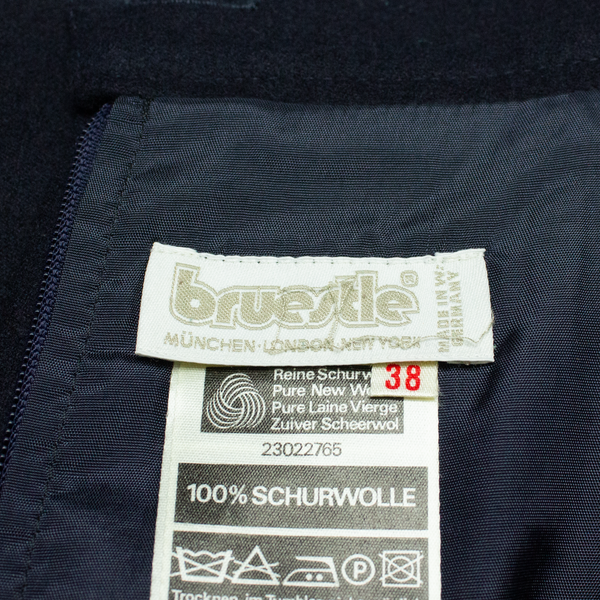 bruestle®
MÜNCHEN·LONDON·NEW YORK
MADE IN W.
GERMANY
Reine Schurw
Pure New Wo
38
Pure Laine Vierge
Zuiver Scheerwol
23022765
100% SCHURWOLLE
P